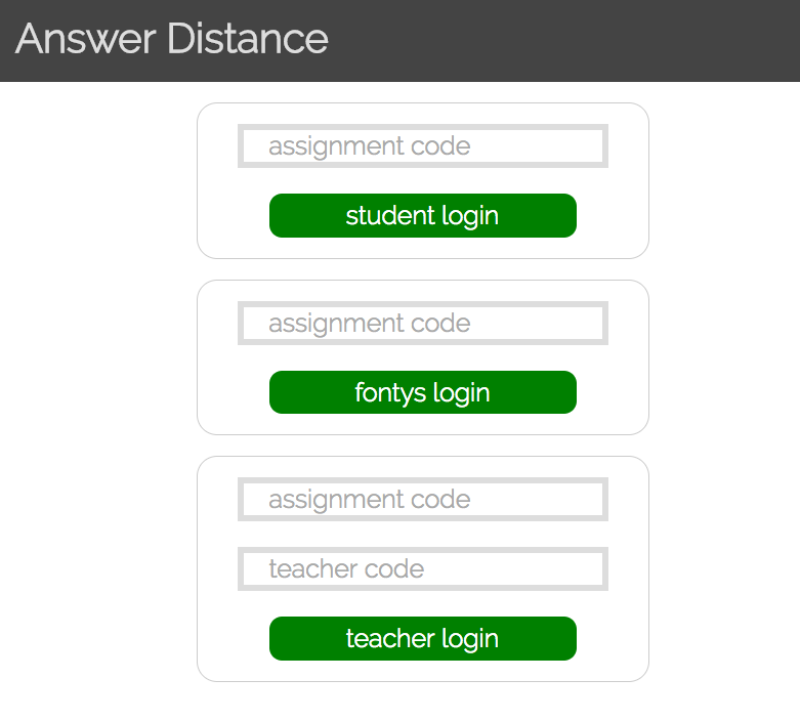 Answer Distance
assignment code
student login
assignment code
fontys login
assignment code
teacher code
teacher login